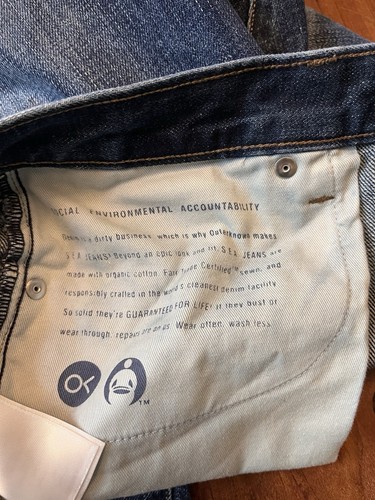 SOCIAL ENVIRONMENTAL ACCOUNTABILITY
Denim is a dirty business, which is why Outerknown makes
S.E.A. JEANS® Beyond an epic look and fit, S.E.A. JEANS are
made with organic cotton, Fair Trade Certified™ sewn, and
responsibly crafted in the world's cleanest denim facility
So solid they're GUARANTEED FOR LIFE: if they bust or
wear through, repairs are on us. Wear often, wash less.
OK
TM